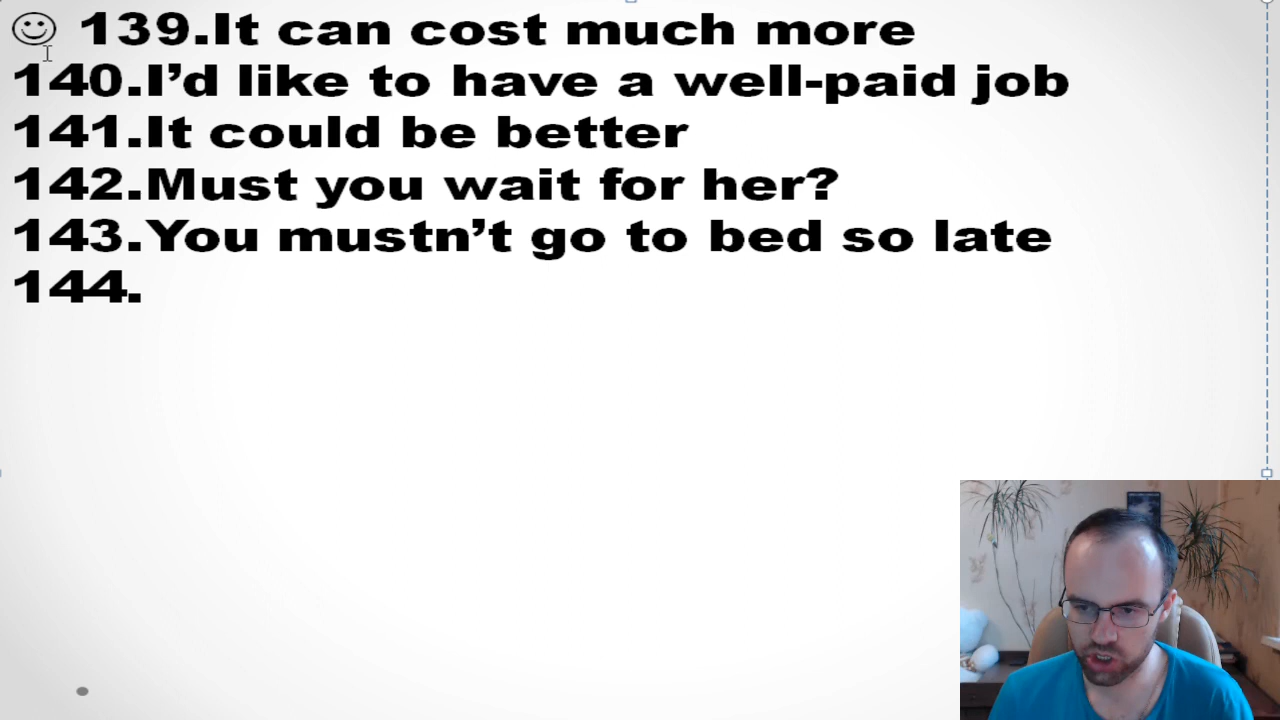 ☺ 139.It can cost much more
140.I’d like to have a well-paid job
141.It could be better
142.Must you wait for her?
143.You mustn’t go to bed so late
144.